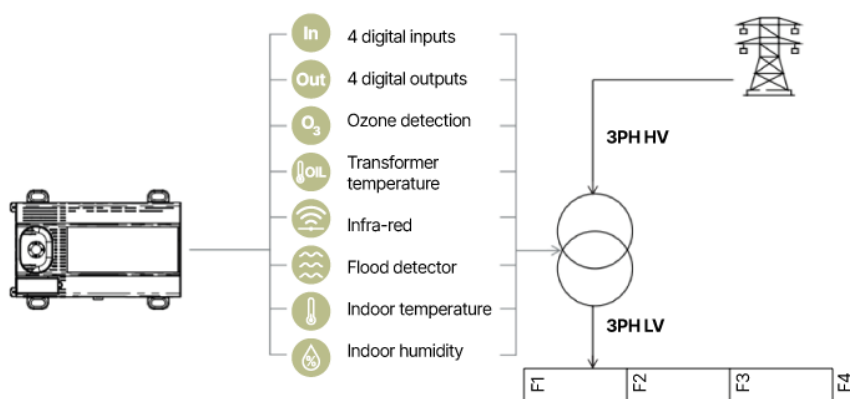 In
4 digital inputs
Out
4 digital outputs
O₃
Ozone detection
OIL
Transformer
temperature
Infra-red
Flood detector
Indoor temperature
%
Indoor humidity
3PH HV
3PH LV
F1
F2
F3
F4